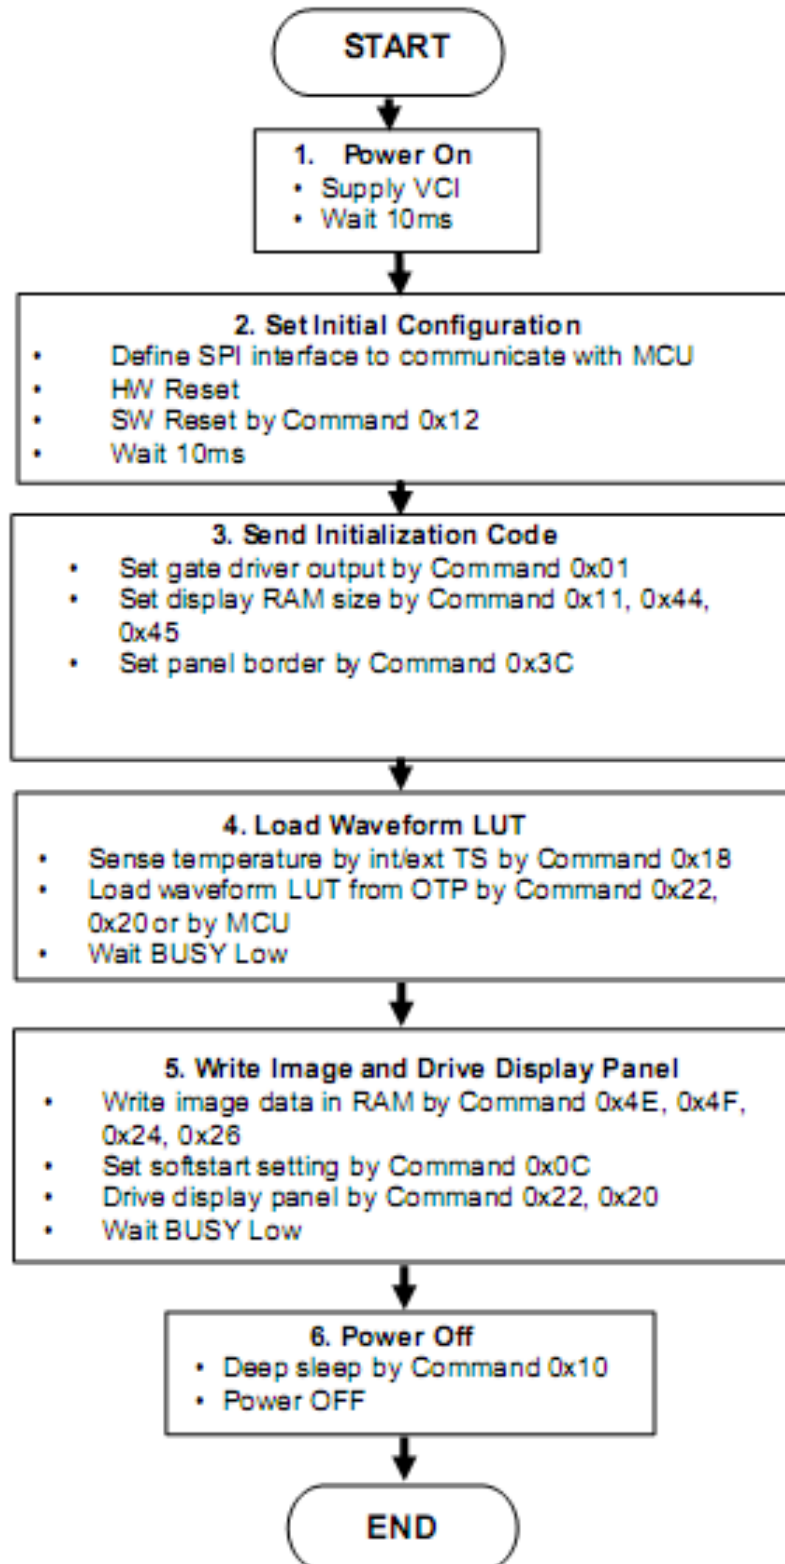 START
1. Power On
• Supply VCI
• Wait 10ms
2. Set Initial Configuration
• Define SPI interface to communicate with MCU
• HW Reset
• SW Reset by Command 0x12
• Wait 10ms
3. Send Initialization Code
• Set gate driver output by Command 0x01
• Set display RAM size by Command 0x11, 0x44,
0x45
• Set panel border by Command 0x3C
4. Load Waveform LUT
• Sense temperature by int/ext TS by Command 0x18
• Load waveform LUT from OTP by Command 0x22,
0x20 or by MCU
• Wait BUSY Low
5. Write Image and Drive Display Panel
• Write image data in RAM by Command 0x4E, 0x4F,
0x24, 0x26
• Set softstart setting by Command 0x0C
• Drive display panel by Command 0x22, 0x20
• Wait BUSY Low
6. Power Off
• Deep sleep by Command 0x10
• Power OFF
END